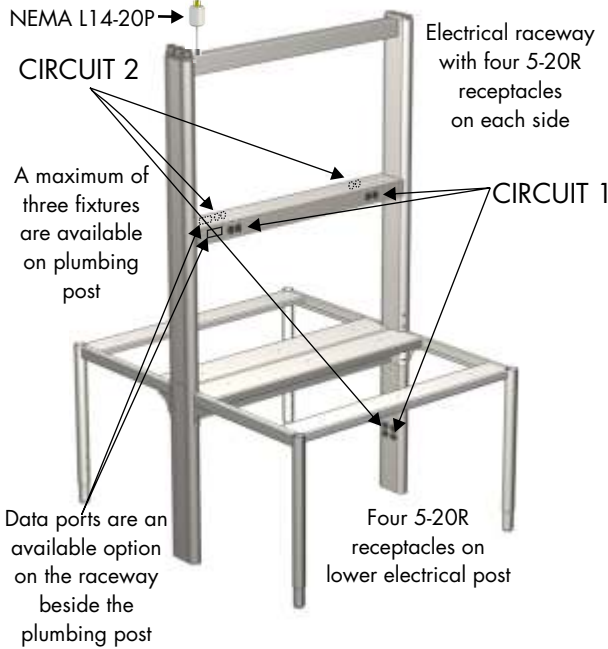 NEMA L14-20P
CIRCUIT 2
Electrical raceway
with four 5-20R
receptacles
on each side
A maximum of
three fixtures
are available
on plumbing
post
CIRCUIT 1
Data ports are an
available option
on the raceway
beside the
plumbing post
Four 5-20R
receptacles on
lower electrical post